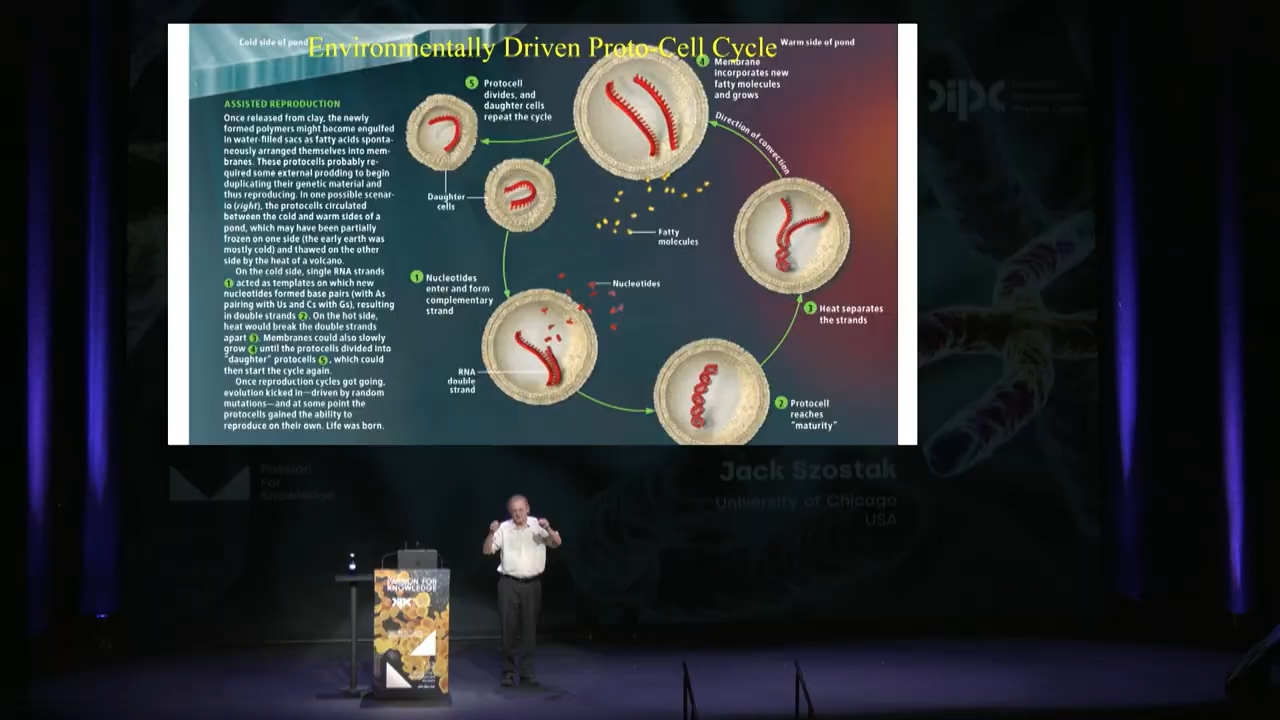 Cold side of pond
Environmentally Driven Proto-Cell Cycle
Warm side of pond
ASSISTED REPRODUCTION
Once released from clay, the newly
formed polymers might become engulfed
in water-filled sacs as fatty acids sponta-
neously arranged themselves into mem-
branes. These protocells probably re-
quired some external prodding to begin
duplicating their genetic material and
thus reproducing. In one possible scenar-
io (right), the protocells circulated
between the cold and warm sides of a
pond, which may have been partially
frozen on one side (the early earth was
mostly cold) and thawed on the other
side by the heat of a volcano.
On the cold side, single RNA strands
1 acted as templates on which new
nucleotides formed base pairs (with As
pairing with Us and Cs with Gs), resulting
in double strands 2. On the hot side,
heat would break the double strands
apart 3. Membranes could also slowly
grow 4 until the protocells divided into
"daughter" protocells 5, which could
then start the cycle again.
Once reproduction cycles got going,
evolution kicked in—driven by random
mutations—and at some point the
protocells gained the ability to
reproduce on their own. Life was born.
5 Protocell
divides, and
daughter cells
repeat the cycle
4 Membrane
incorporates new
fatty molecules
and grows
Direction of convection
Daughter
cells
Fatty
molecules
1 Nucleotides
enter and form
complementary
strand
Nucleotides
3 Heat separates
the strands
RNA
double
strand
2 Protocell
reaches
"maturity"
dipc
Passion
For
Knowledge
Jack Szostak
University of Chicago
USA
PASSION FOR
KNOWLEDGE
dipc